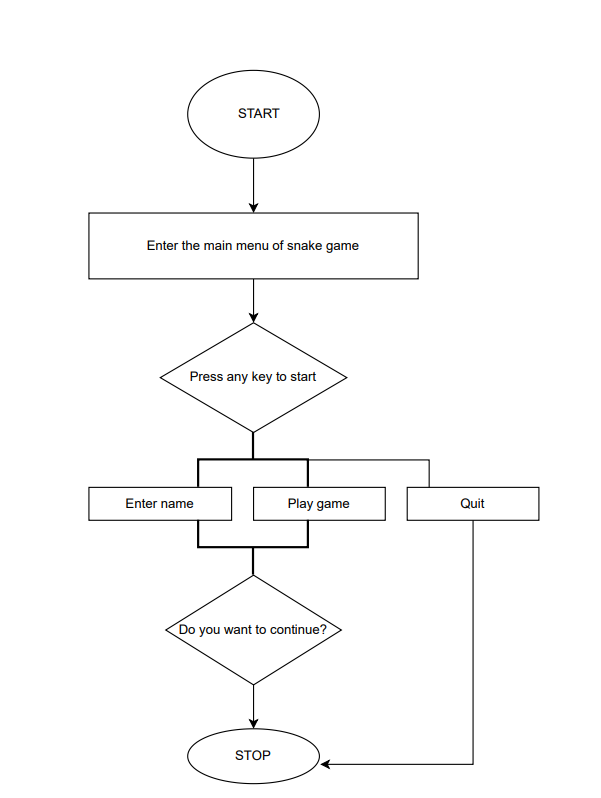 START
Enter the main menu of snake game
Press any key to start
Enter name
Play game
Quit
Do you want to continue?
STOP